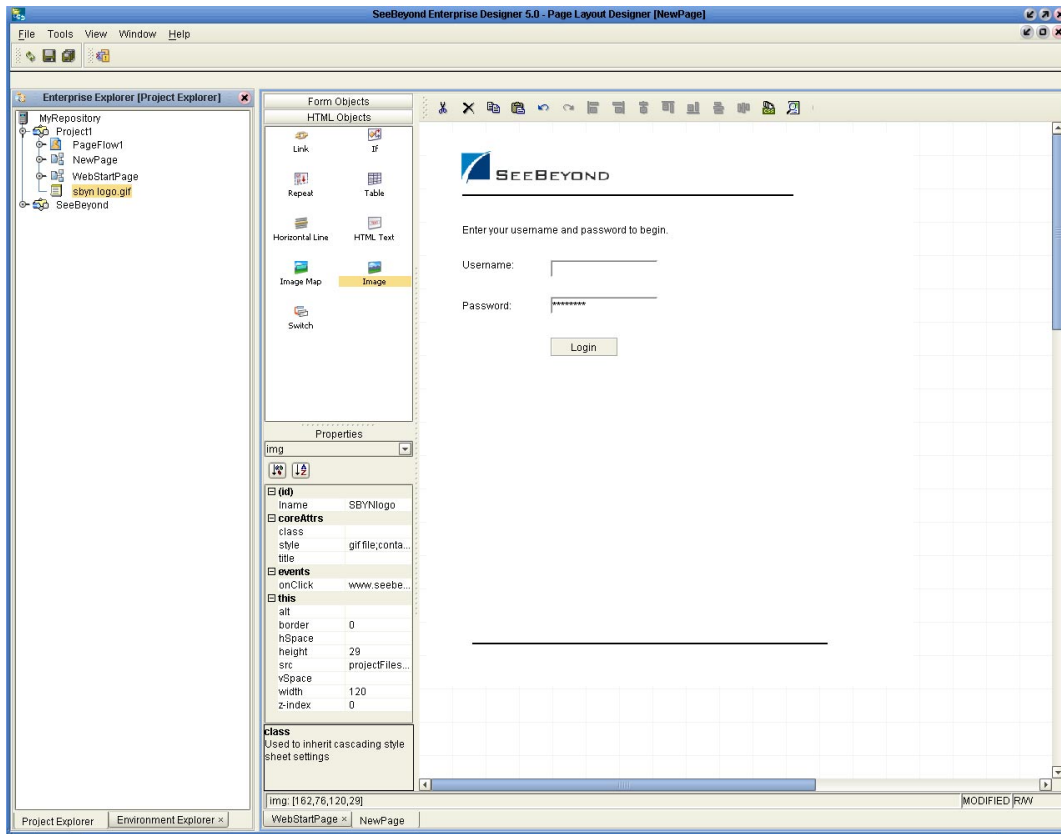 SeeBeyond Enterprise Designer 5.0 - Page Layout Designer [NewPage]
File Tools View Window Help
Enterprise Explorer [Project Explorer]
MyRepository
Project1
PageFlow1
NewPage
WebStartPage
sbyn logo.gif
SeeBeyond
Project Explorer
Environment Explorer ×
Form Objects
HTML Objects
Link If
Repeat Table
Horizontal Line HTML Text
Image Map Image
Switch
Properties
img
(id)
Iname SBYNlogo
coreAttrs
class
style gif file;conta...
title
events
onClick www.seebe...
this
alt
border 0
hSpace
height 29
src projectFiles...
vSpace
width 120
z-index 0
class
Used to inherit cascading style
sheet settings
SEEBEYOND
Enter your username and password to begin.
Username:
Password: ********
Login
img: [162,76,120,29]
MODIFIED R/W
WebStartPage × NewPage